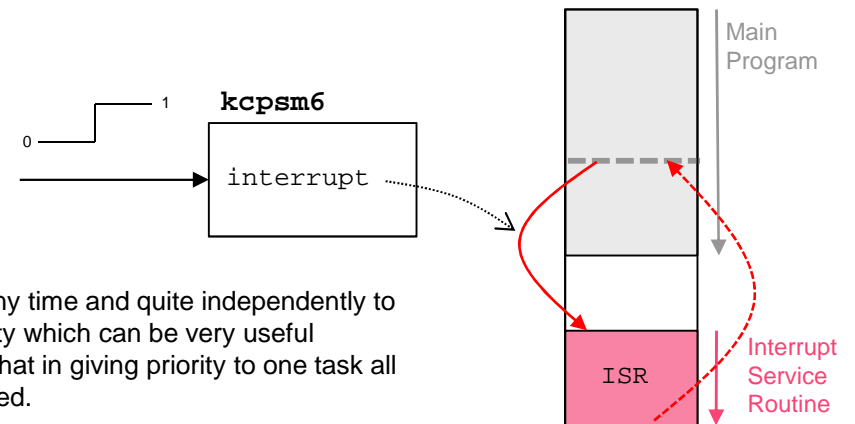 Main
Program
kcpsm6
1
0
interrupt
ny time and quite independently to
ty which can be very useful
hat in giving priority to one task all
ed.
ISR
Interrupt
Service
Routine